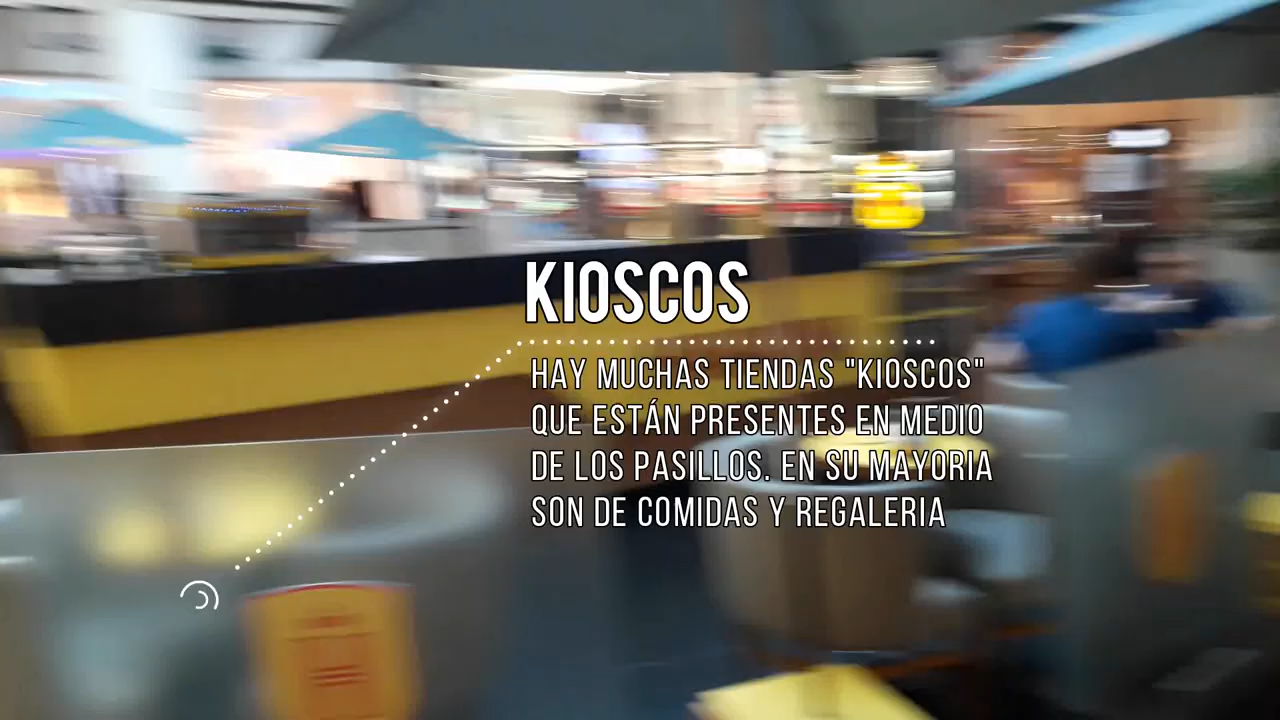 KIOSCOS
HAY MUCHAS TIENDAS "KIOSCOS"
QUE ESTÁN PRESENTES EN MEDIO
DE LOS PASILLOS. EN SU MAYORIA
SON DE COMIDAS Y REGALERIA